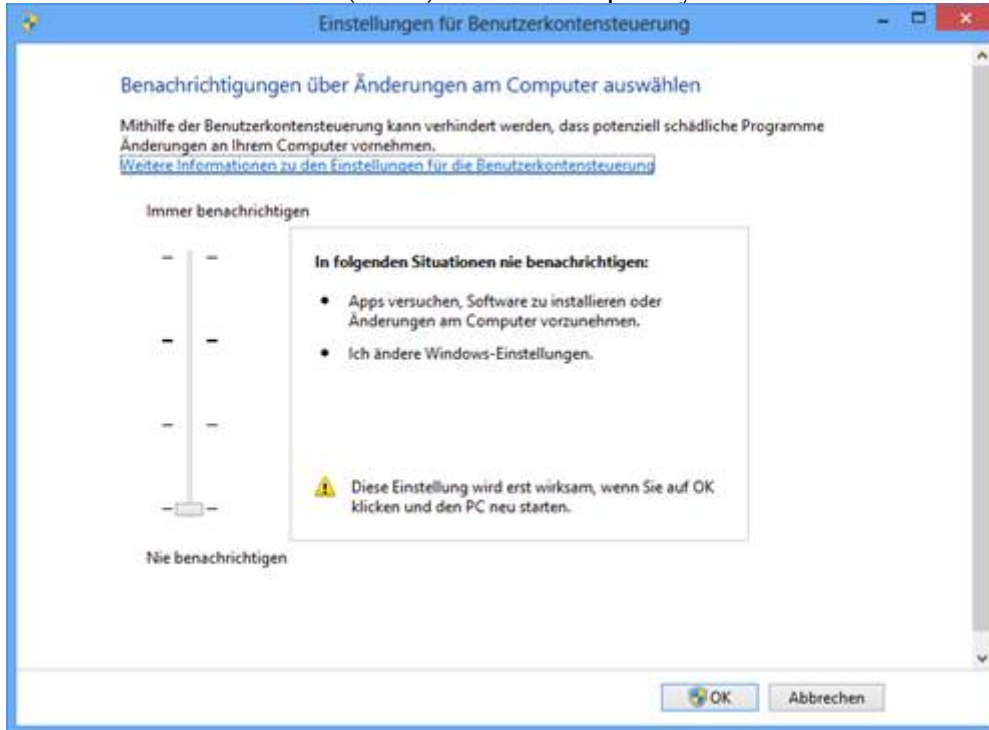 Einstellungen für Benutzerkontensteuerung
Benachrichtigungen über Änderungen am Computer auswählen
Mithilfe der Benutzerkontensteuerung kann verhindert werden, dass potenziell schädliche Programme
Änderungen an Ihrem Computer vornehmen.
Weitere Informationen zu den Einstellungen für die Benutzerkontensteuerung
Immer benachrichtigen
In folgenden Situationen nie benachrichtigen:
• Apps versuchen, Software zu installieren oder
Änderungen am Computer vorzunehmen.
• Ich ändere Windows-Einstellungen.
Diese Einstellung wird erst wirksam, wenn Sie auf OK
klicken und den PC neu starten.
Nie benachrichtigen
OK Abbrechen